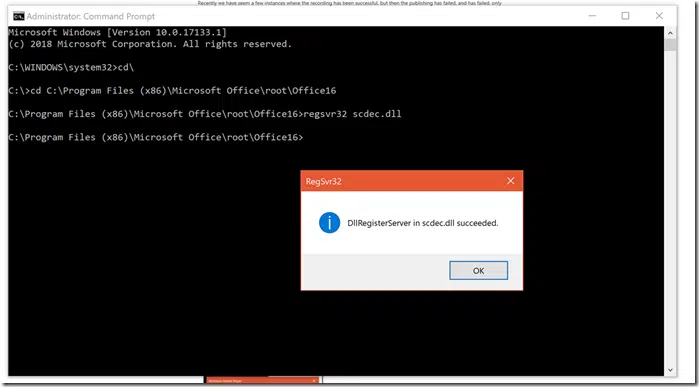 Recently we have seem a few instances where the recording has been successful, but then the publishing has failed, and has failed, only
Administrator: Command Prompt
Microsoft Windows [Version 10.0.17133.1]
(c) 2018 Microsoft Corporation. All rights reserved.
C:\WINDOWS\system32>cd\
C:\>cd C:\Program Files (x86)\Microsoft Office\root\Office16
C:\Program Files (x86)\Microsoft Office\root\Office16>regsvr32 scdec.dll
C:\Program Files (x86)\Microsoft Office\root\Office16>
RegSvr32
DllRegisterServer in scdec.dll succeeded.
OK